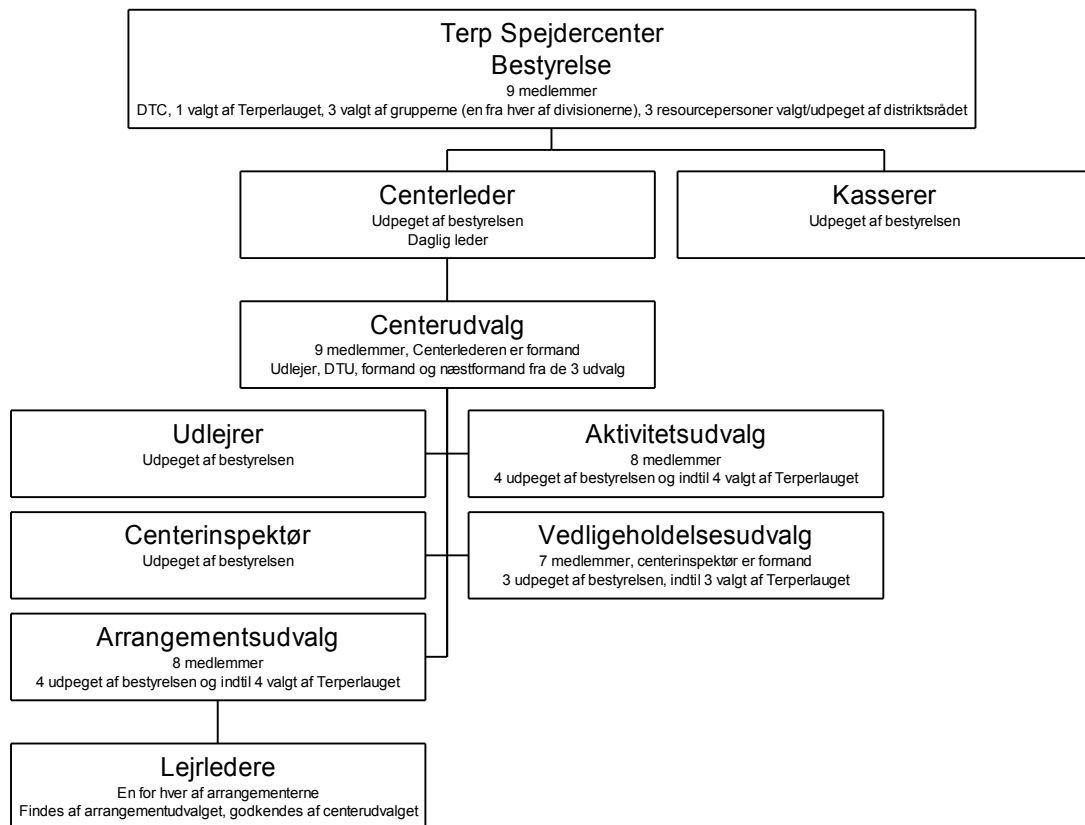 Terp Spejdercenter
Bestyrelse
9 medlemmer
DTC, 1 valgt af Terperlauget, 3 valgt af grupperne (en fra hver af divisionerne), 3 resourcepersoner valgt/udpeget af distriktsrådet
Centerleder
Udpeget af bestyrelsen
Daglig leder
Kasserer
Udpeget af bestyrelsen
Centerudvalg
9 medlemmer, Centerlederen er formand
Udlejer, DTU, formand og næstformand fra de 3 udvalg
Udlejrer
Udpeget af bestyrelsen
Aktivitetsudvalg
8 medlemmer
4 udpeget af bestyrelsen og indtil 4 valgt af Terperlauget
Centerinspektør
Udpeget af bestyrelsen
Vedligeholdelsesudvalg
7 medlemmer, centerinspektør er formand
3 udpeget af bestyrelsen, indtil 3 valgt af Terperlauget
Arrangementsudvalg
8 medlemmer
4 udpeget af bestyrelsen og indtil 4 valgt af Terperlauget
Lejrledere
En for hver af arrangementerne
Findes af arrangementudvalget, godkendes af centerudvalget